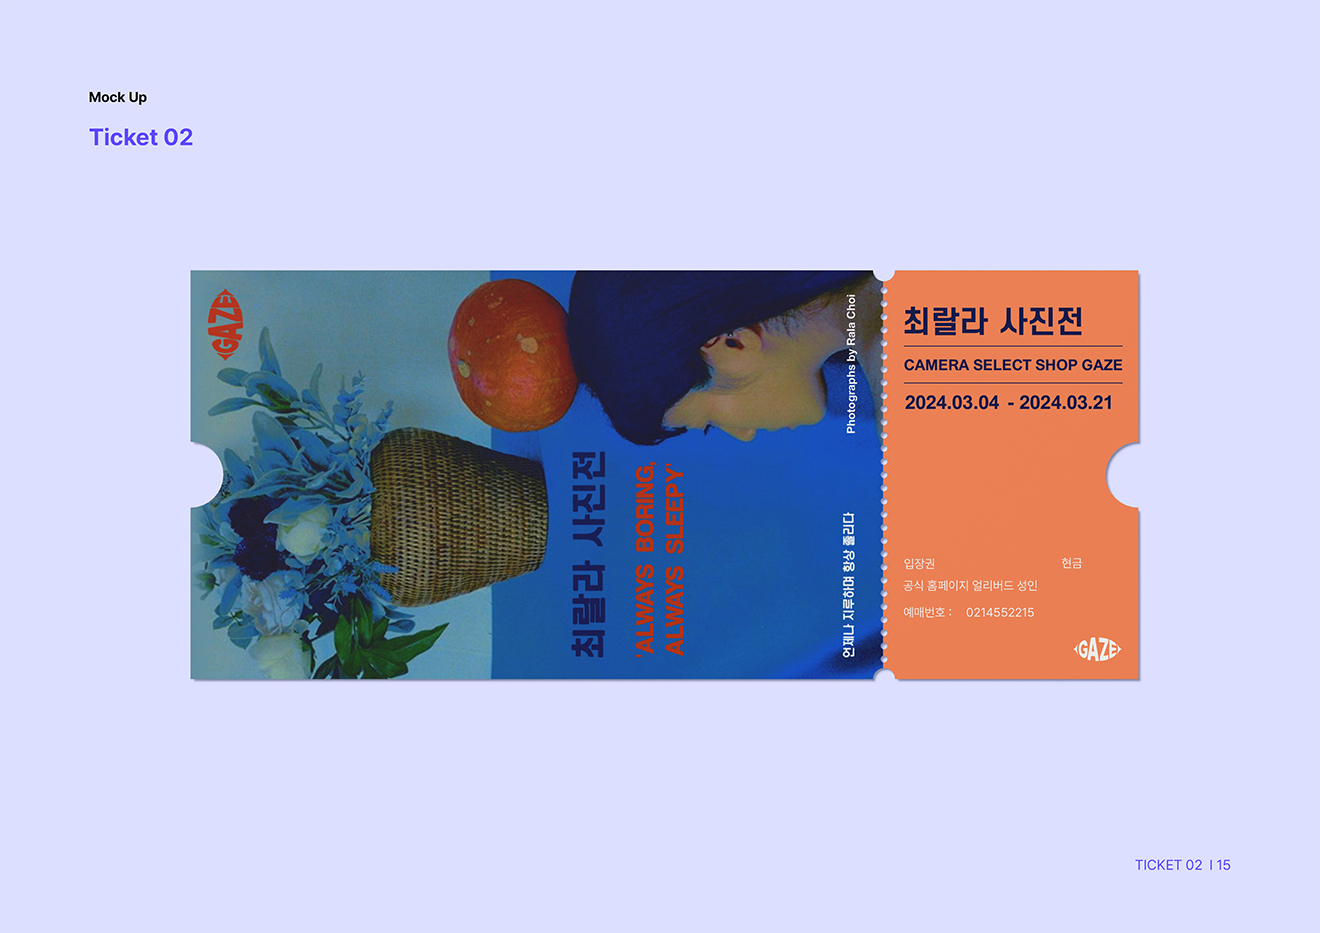 Mock Up
Ticket 02
GAZE
최랄라 사진전
'ALWAYS BORING,
ALWAYS SLEEPY'
Photographs by Rala Choi
언제나 지루하며 항상 졸리다
최랄라 사진전
CAMERA SELECT SHOP GAZE
2024.03.04 - 2024.03.21
입장권 현금
공식 홈페이지 얼리버드 성인
예매번호 : 0214552215
GAZE
TICKET 02 I 15